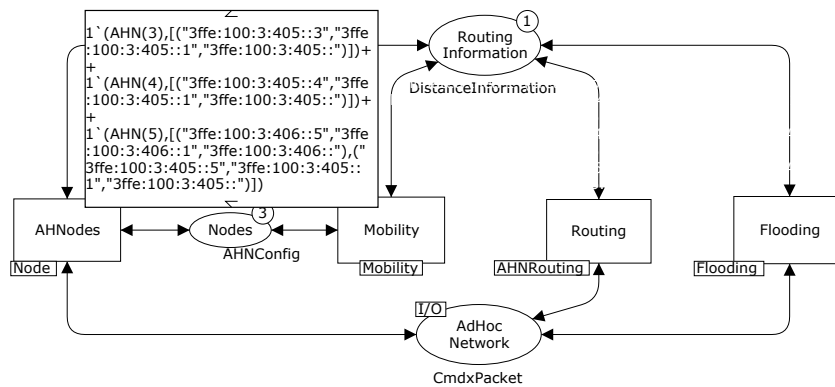 1`(AHN(3),[("3ffe:100:3:405::3","3ffe
:100:3:405::1","3ffe:100:3:405::")])+
+
1`(AHN(4),[("3ffe:100:3:405::4","3ffe
:100:3:405::1","3ffe:100:3:405::")])+
+
1`(AHN(5),[("3ffe:100:3:406::5","3ffe
:100:3:406::1","3ffe:100:3:406::"),("
3ffe:100:3:405::5","3ffe:100:3:405::
1","3ffe:100:3:405::")])
1
Routing
Information
DistanceInformation
AHNodes
Node
3
Nodes
AHNConfig
Mobility
Mobility
Routing
AHNRouting
Flooding
Flooding
I/O
AdHoc
Network
CmdxPacket